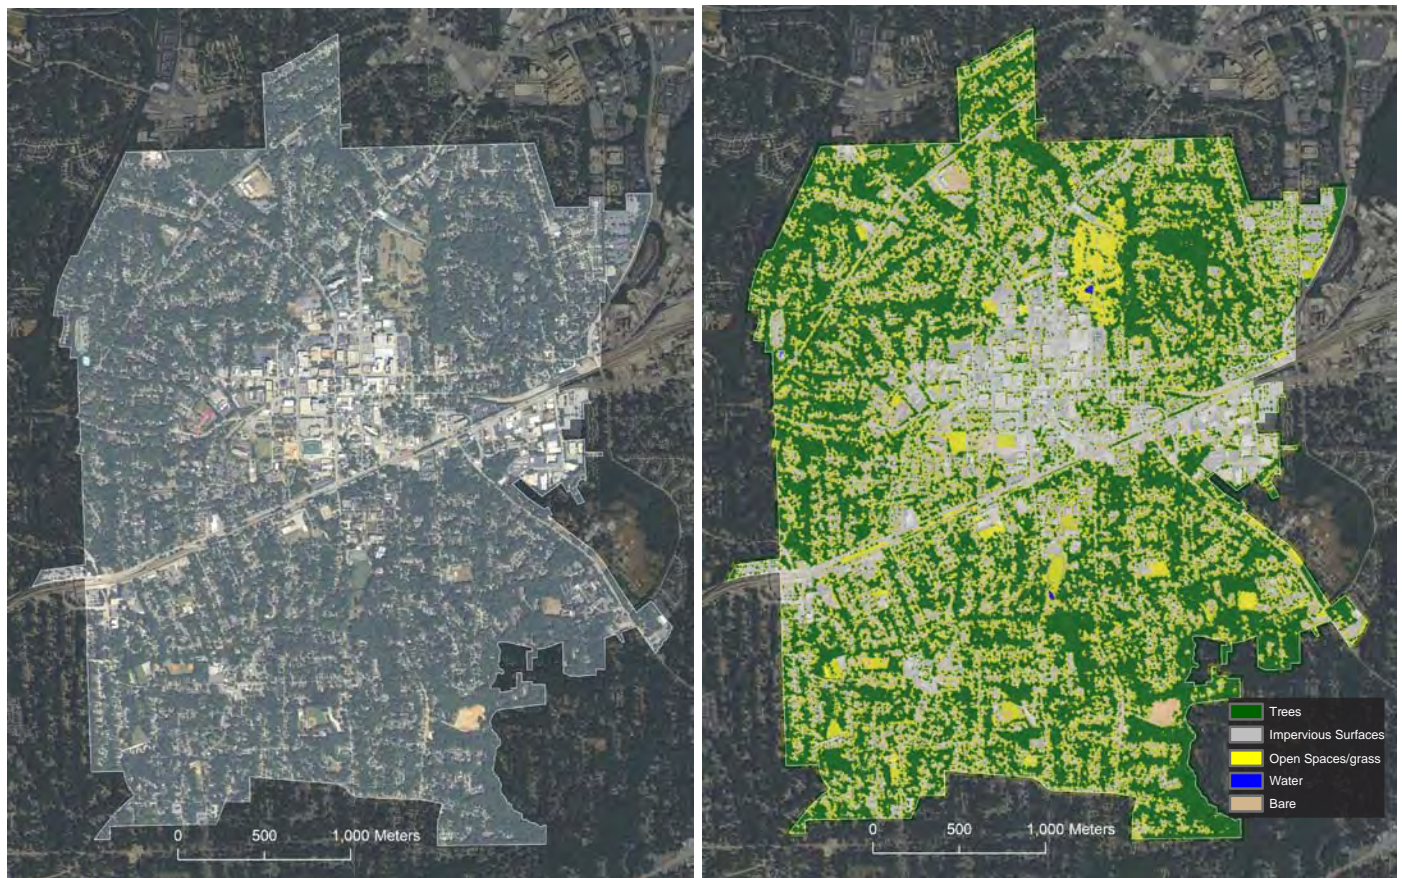 0 500 1,000 Meters
Trees
Impervious Surfaces
Open Spaces/grass
Water
Bare
0 500 1,000 Meters